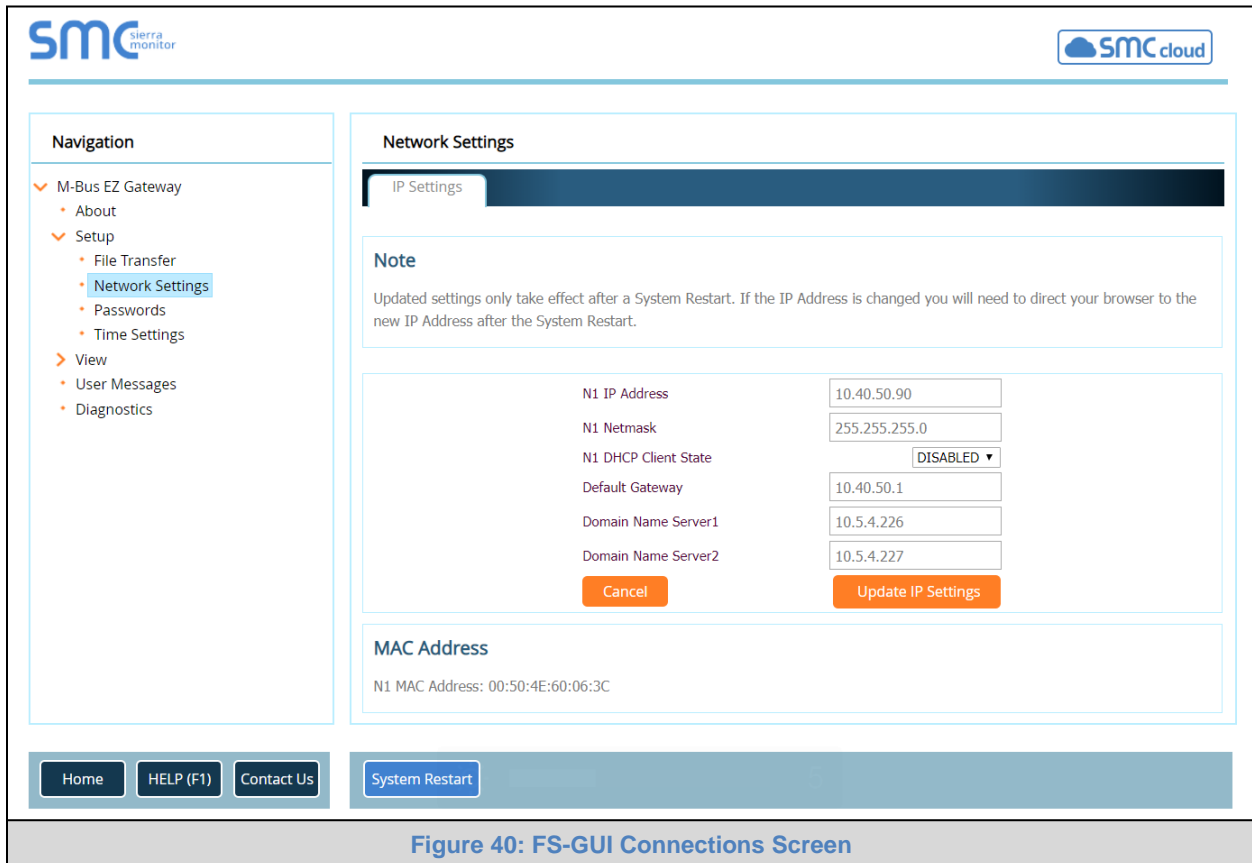 SMC sierra monitor
SMC cloud
Navigation
M-Bus EZ Gateway
About
Setup
File Transfer
Network Settings
Passwords
Time Settings
View
User Messages
Diagnostics
Network Settings
IP Settings
Note
Updated settings only take effect after a System Restart. If the IP Address is changed you will need to direct your browser to the
new IP Address after the System Restart.
N1 IP Address 10.40.50.90
N1 Netmask 255.255.255.0
N1 DHCP Client State DISABLED
Default Gateway 10.40.50.1
Domain Name Server1 10.5.4.226
Domain Name Server2 10.5.4.227
Cancel Update IP Settings
MAC Address
N1 MAC Address: 00:50:4E:60:06:3C
Home HELP (F1) Contact Us System Restart
Figure 40: FS-GUI Connections Screen